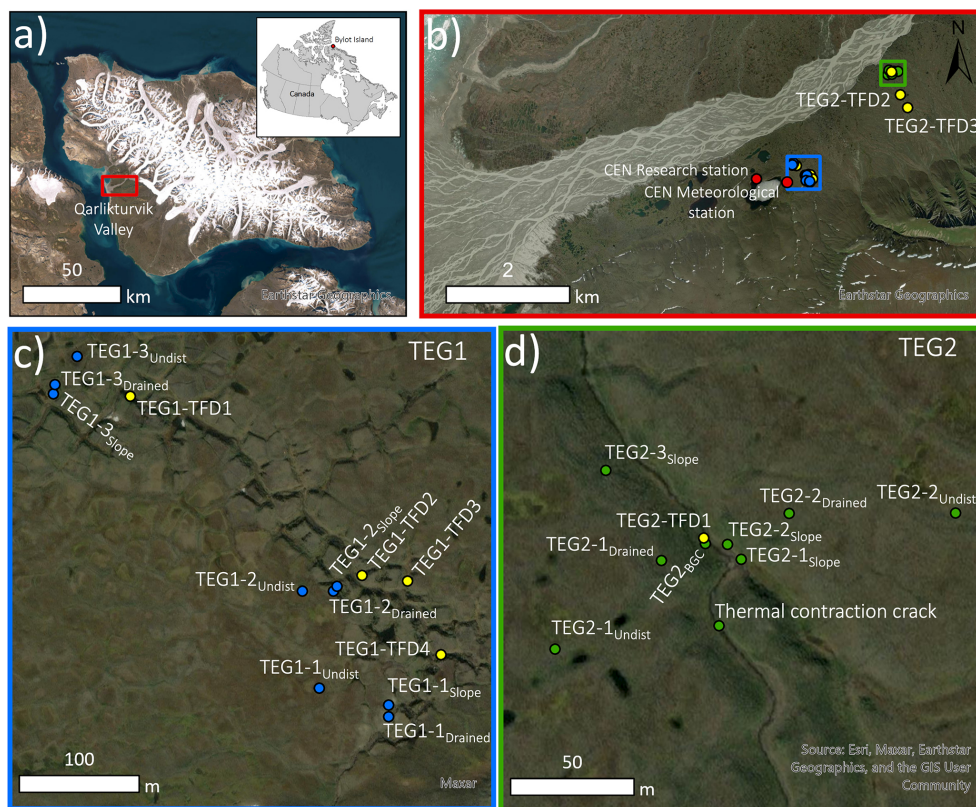 a)
Bylot Island
Canada
Qarlikturvik
Valley
50
km
Earthstar Geographics
b)
N
TEG2-TFD2
TEG2-TFD3
CEN Research station
CEN Meteorological
station
2
km
Earthstar Geographics
c)
TEG1
TEG1-3Undist
TEG1-3Drained
TEG1-TFD1
TEG1-3Slope
TEG1-2Slope
TEG1-TFD2
TEG1-TFD3
TEG1-2Undist
TEG1-2Drained
TEG1-TFD4
TEG1-1Undist
TEG1-1Slope
TEG1-1Drained
100
m
Maxar
d)
TEG2
TEG2-3Slope
TEG2-2Drained
TEG2-2Undist
TEG2-TFD1
TEG2-2Slope
TEG2-1Drained
TEG2-1Slope
TEG2BGC
Thermal contraction crack
TEG2-1Undist
50
m
Source: Esri, Maxar, Earthstar
Geographics, and the GIS User
Community